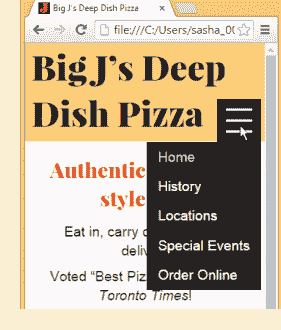 Big J's Deep Dish Pizza
file:///C:/Users/sasha_00
Big J's Deep
Dish Pizza
Home
History
Locations
Special Events
Order Online
Authentic
style
Eat in, carry
deliv
Voted "Best Piz
Toronto Times!